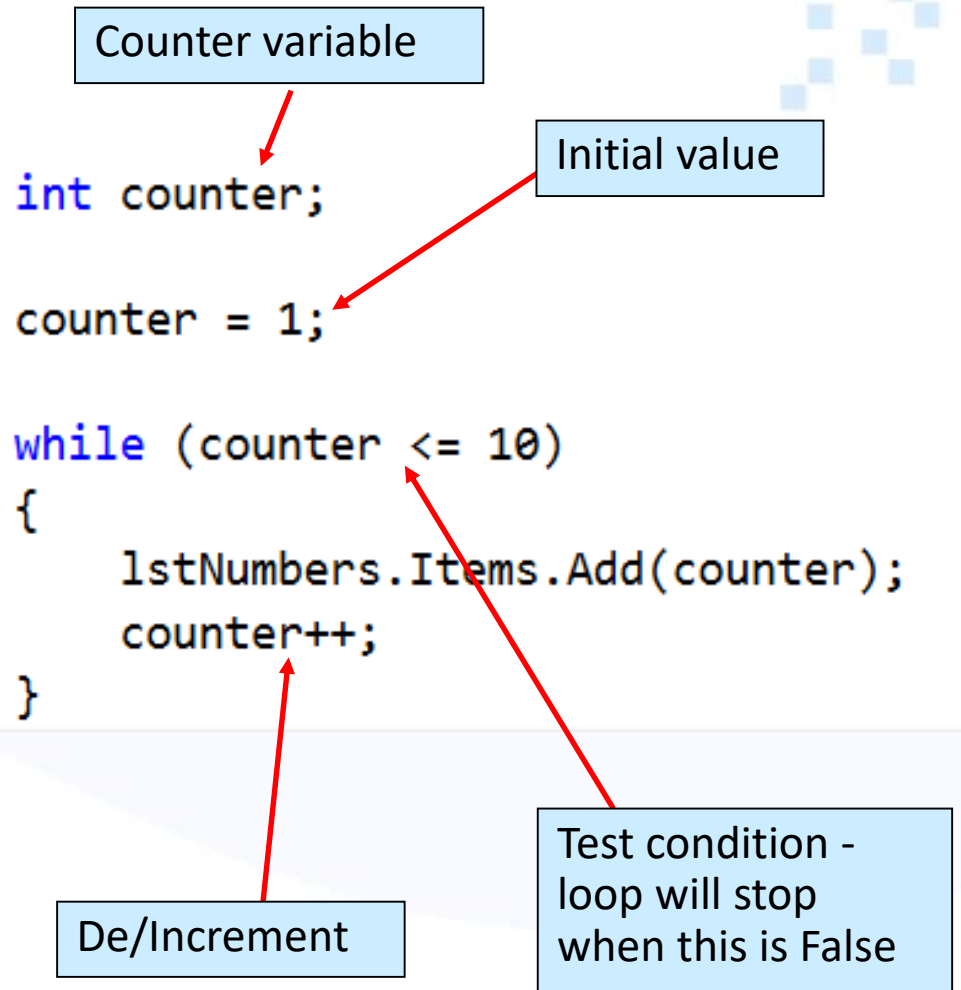 Counter variable
Initial value
int counter;
counter = 1;
while (counter <= 10)
{
lstNumbers.Items.Add(counter);
counter++;
}
De/Increment
Test condition -
loop will stop
when this is False